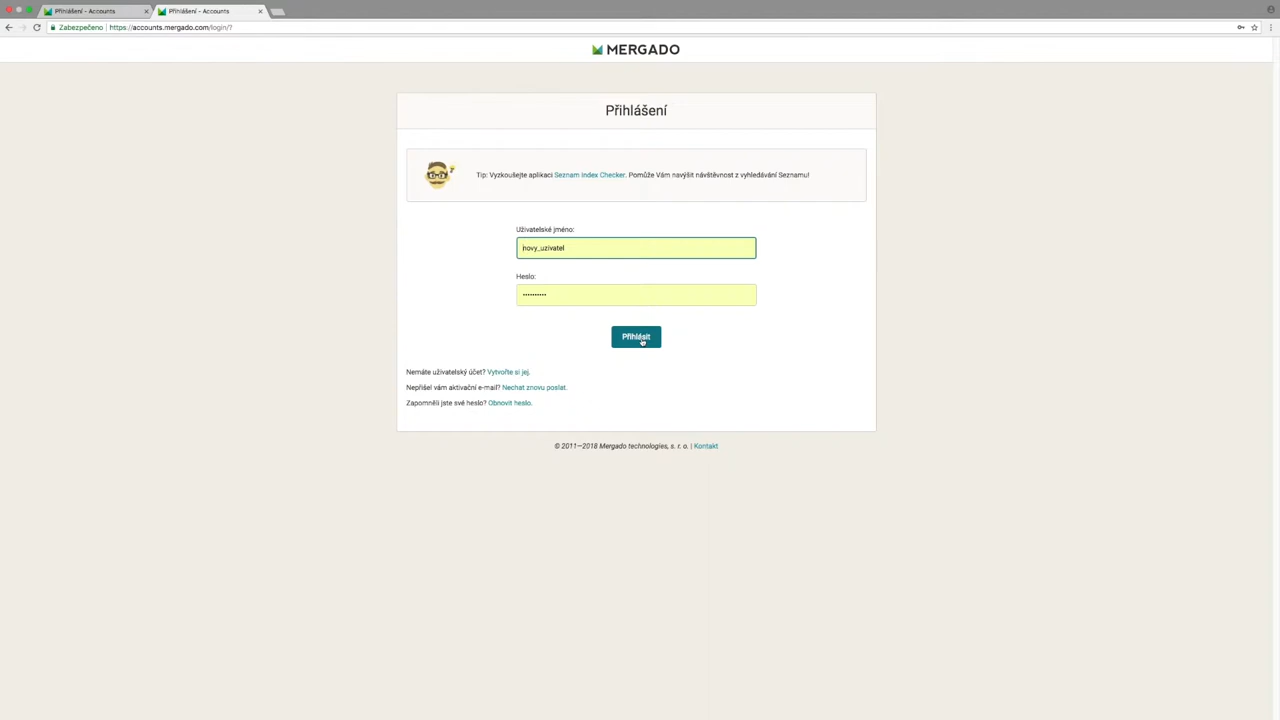 Přihlášení - Accounts
Přihlášení - Accounts
Zabezpečeno https://accounts.mergado.com/login/?
MERGADO
Přihlášení
Tip: Vyzkoušejte aplikaci Seznam Index Checker. Pomůže Vám navýšit návštěvnost z vyhledávání Seznamu!
Uživatelské jméno:
novy_uzivatel
Heslo:
••••••••••
Přihlásit
Nemáte uživatelský účet? Vytvořte si jej.
Nepřišel vám aktivační e-mail? Nechat znovu poslat.
Zapomněli jste své heslo? Obnovit heslo.
© 2011—2018 Mergado technologies, s. r. o. | Kontakt